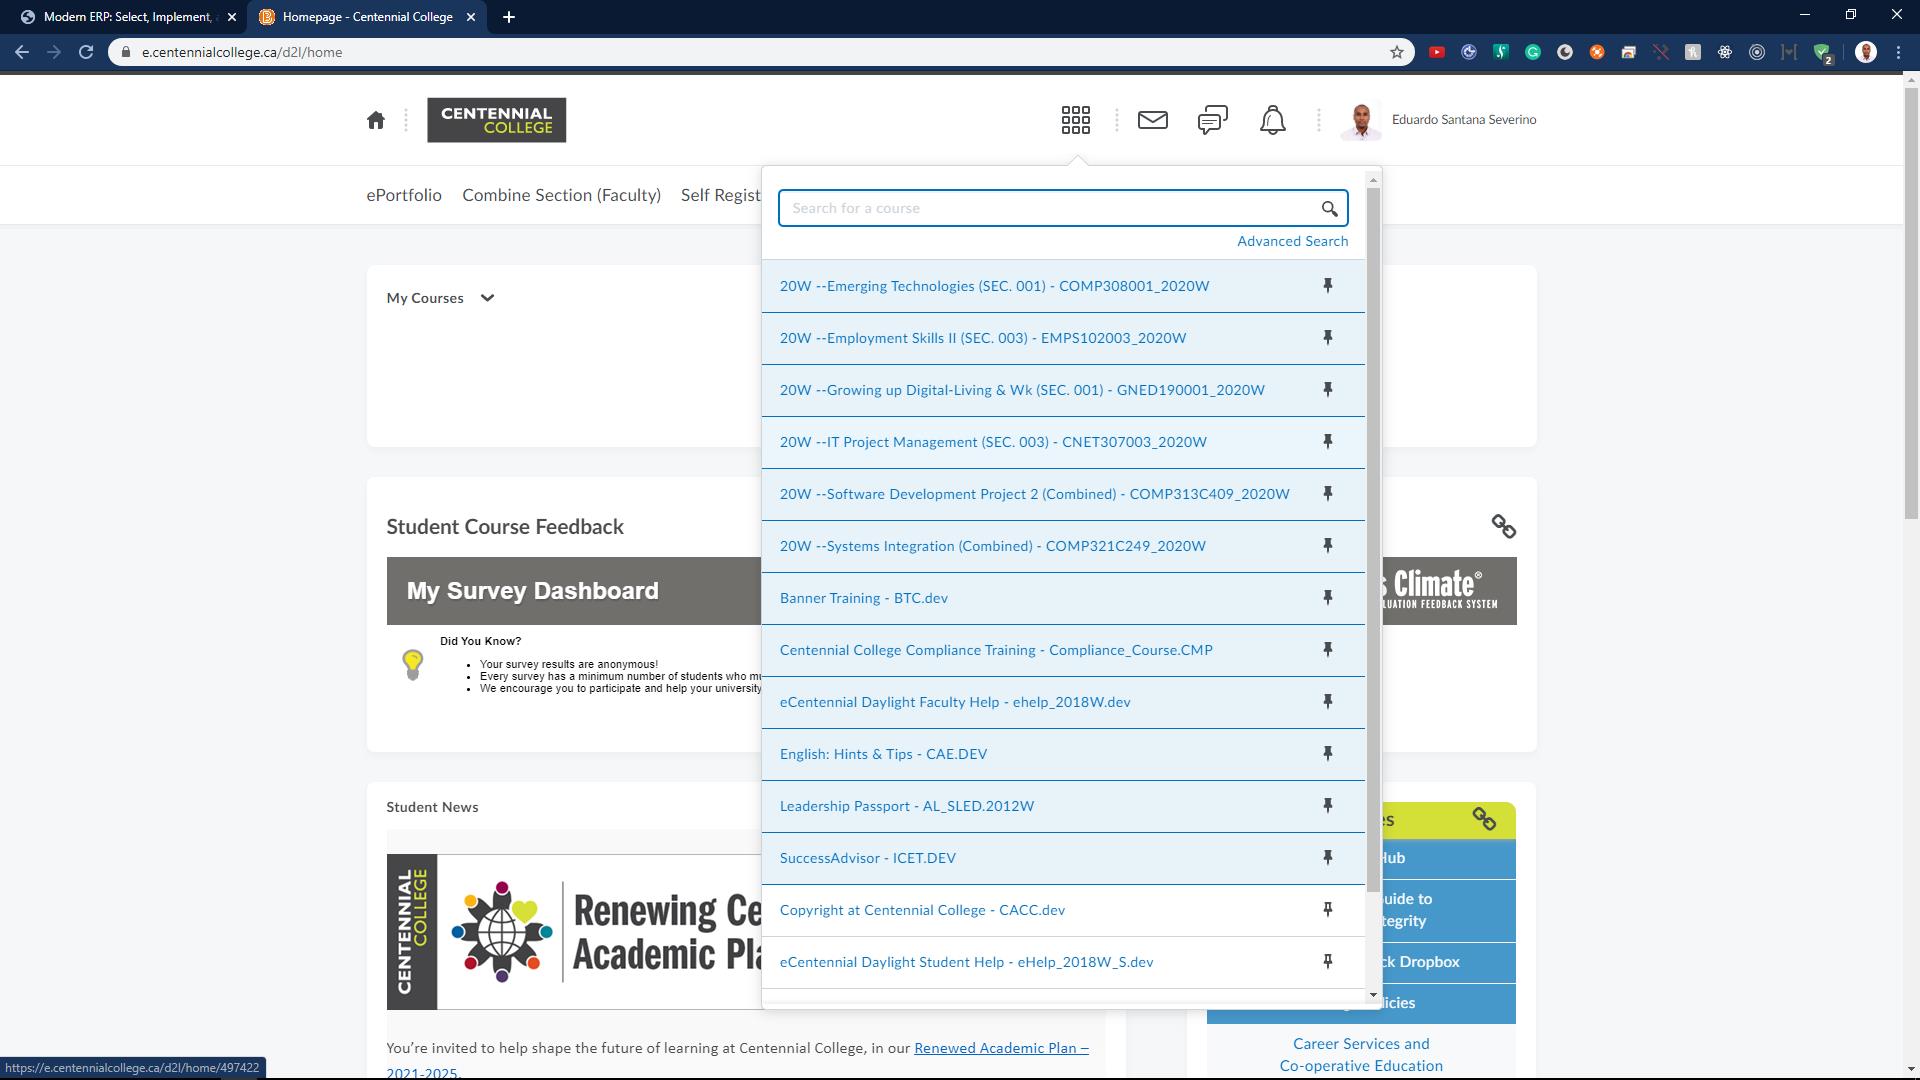 Modern ERP: Select, Implement,
Homepage - Centennial College
e.centennialcollege.ca/d2l/home
2
CENTENNIAL
COLLEGE
Eduardo Santana Severino
ePortfolio
Combine Section (Faculty)
Self Regist
Search for a course
Advanced Search
My Courses
20W --Emerging Technologies (SEC. 001) - COMP308001_2020W
20W --Employment Skills II (SEC. 003) - EMPS102003_2020W
20W --Growing up Digital-Living & Wk (SEC. 001) - GNED190001_2020W
20W --IT Project Management (SEC. 003) - CNET307003_2020W
20W --Software Development Project 2 (Combined) - COMP313C409_2020W
20W --Systems Integration (Combined) - COMP321C249_2020W
Banner Training - BTC.dev
Centennial College Compliance Training - Compliance_Course.CMP
eCentennial Daylight Faculty Help - ehelp_2018W.dev
English: Hints & Tips - CAE.DEV
Leadership Passport - AL_SLED.2012W
SuccessAdvisor - ICET.DEV
Copyright at Centennial College - CACC.dev
eCentennial Daylight Student Help - eHelp_2018W_S.dev
Student Course Feedback
My Survey Dashboard
s Climate®
LUATION FEEDBACK SYSTEM
Did You Know?
Your survey results are anonymous!
Every survey has a minimum number of students who mu
We encourage you to participate and help your university
Student News
CENTENNIAL
COLLEGE
Renewing Ce
Academic Pla
es
Hub
uide to
tegrity
ck Dropbox
licies
Career Services and
Co-operative Education
You're invited to help shape the future of learning at Centennial College, in our Renewed Academic Plan –
2021-2025.
https://e.centennialcollege.ca/d2l/home/497422